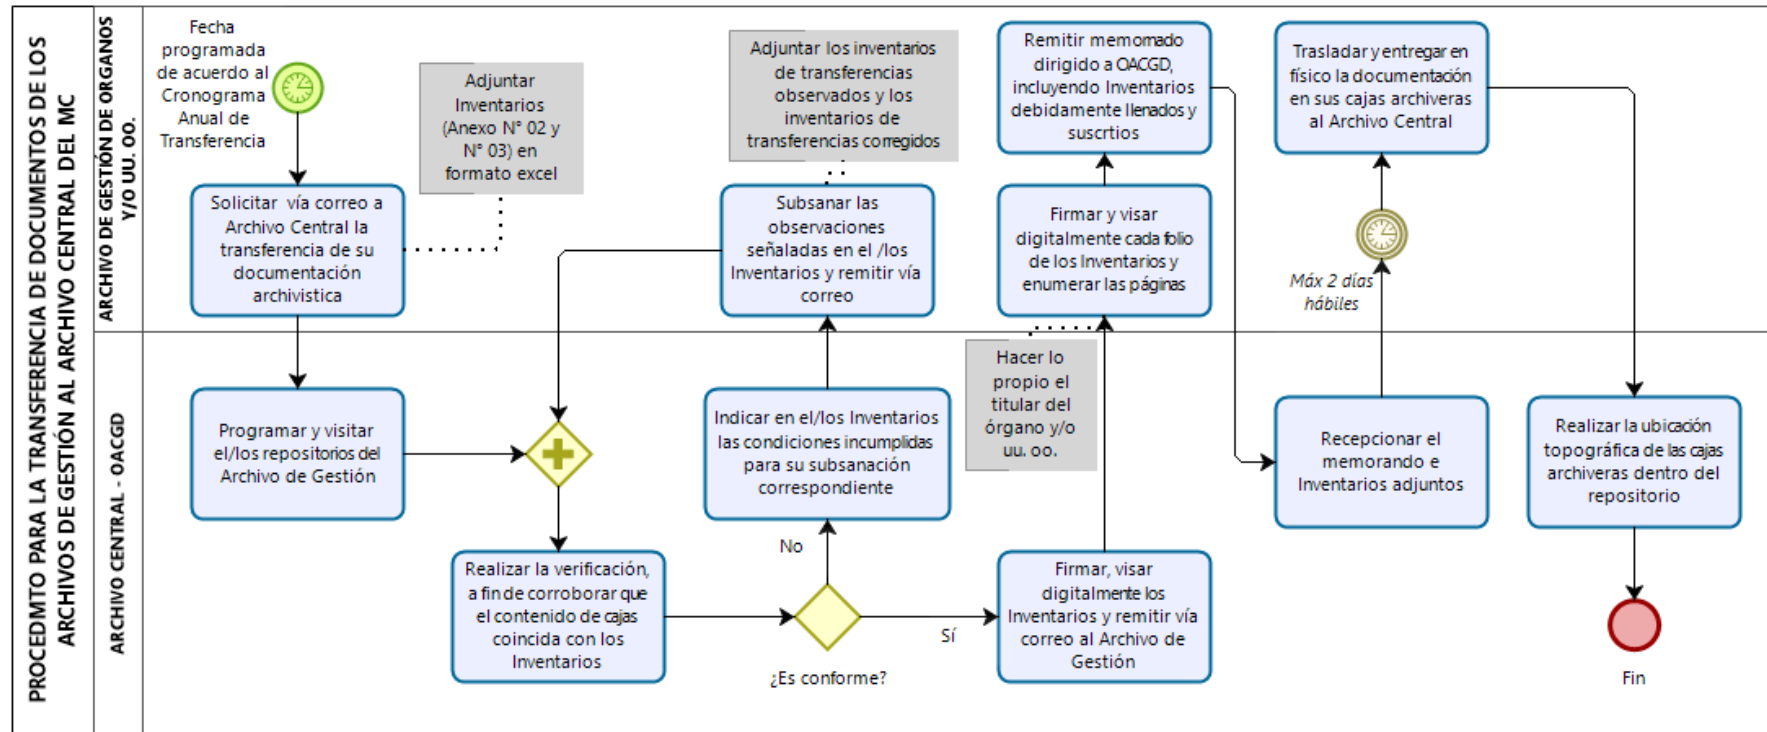 PROCEDMTO PARA LA TRANSFERENCIA DE DOCUMENTOS DE LOS
ARCHIVOS DE GESTIÓN AL ARCHIVO CENTRAL DEL MC
ARCHIVO DE GESTIÓN DE ORGANOS
Y/O UU. OO.
Fecha
programada
de acuerdo al
Cronograma
Anual de
Transferencia
Adjuntar
Inventarios
(Anexo N° 02 y
N° 03) en
formato excel
Solicitar vía correo a
Archivo Central la
transferencia de su
documentación
archivistica
Adjuntar los inventarios
de transferencias
observados y los
inventarios de
transferencias corregidos
Subsanar las
observaciones
señaladas en el /los
Inventarios y remitir vía
correo
Remitir memornado
dirigido a OACGD,
incluyendo Inventarios
debidamente llenados y
suscrtios
Firmar y visar
digitalmente cada folio
de los Inventarios y
enumerar las páginas
Trasladar y entregar en
físico la documentación
en sus cajas archiveras
al Archivo Central
Máx 2 días
hábiles
ARCHIVO CENTRAL - OACGD
Programar y visitar
el/los repositorios del
Archivo de Gestión
Realizar la verificación,
a fin de corroborar que
el contenido de cajas
coincida con los
Inventarios
Indicar en el/los Inventarios
las condiciones incumplidas
para su subsanación
correspondiente
No
¿Es conforme?
Sí
Hacer lo
propio el
titular del
órgano y/o
uu. oo.
Firmar, visar
digitalmente los
Inventarios y remitir vía
correo al Archivo de
Gestión
Recepcionar el
memorando e
Inventarios adjuntos
Realizar la ubicación
topográfica de las cajas
archiveras dentro del
repositorio
Fin